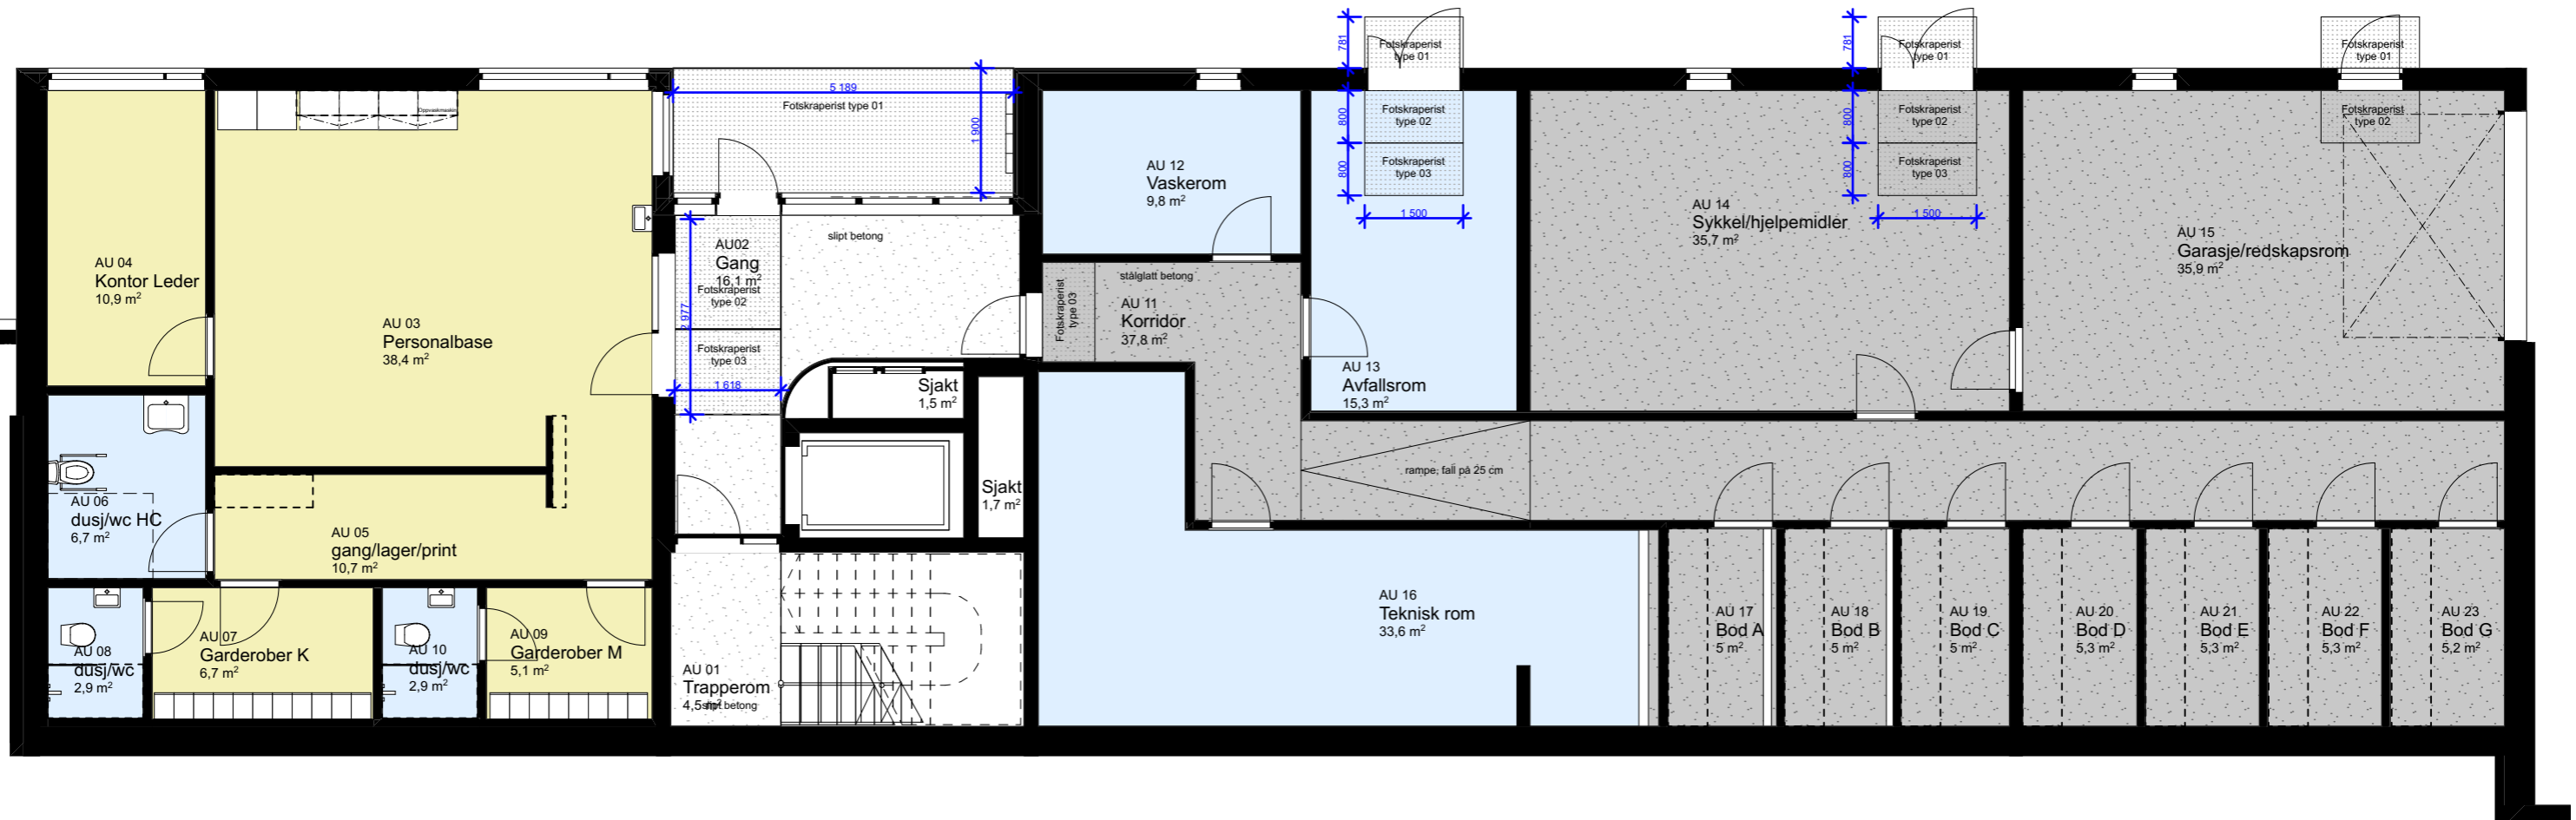 781
Fotskraperist
type 01
781
Fotskraperist
type 01
Fotskraperist
type 01
5 189
Fotskraperist type 01
1 900
Oppvaskmaskin
800
Fotskraperist
type 02
800
Fotskraperist
type 03
1 500
800
Fotskraperist
type 02
800
Fotskraperist
type 03
1 500
Fotskraperist
type 02
AU 04
Kontor Leder
10,9 m²
AU 03
Personalbase
38,4 m²
AU02
Gang
16,1 m²
Fotskraperist
type 02
2 977
Fotskraperist
type 03
1 618
slipt betong
AU 12
Vaskerom
9,8 m²
stålglatt betong
AU 11
Korridor
37,8 m²
Fotskraperist
type 03
AU 13
Avfallsrom
15,3 m²
AU 14
Sykkel/hjelpemidler
35,7 m²
AU 15
Garasje/redskapsrom
35,9 m²
Sjakt
1,5 m²
Sjakt
1,7 m²
rampe, fall på 25 cm
AU 06
dusj/wc HC
6,7 m²
AU 05
gang/lager/print
10,7 m²
AU 08
dusj/wc
2,9 m²
AU 07
Garderober K
6,7 m²
AU 10
dusj/wc
2,9 m²
AU 09
Garderober M
5,1 m²
AU 01
Trapperom
4,5 m²
slipt betong
AU 16
Teknisk rom
33,6 m²
AU 17
Bod A
5 m²
AU 18
Bod B
5 m²
AU 19
Bod C
5 m²
AU 20
Bod D
5,3 m²
AU 21
Bod E
5,3 m²
AU 22
Bod F
5,3 m²
AU 23
Bod G
5,2 m²